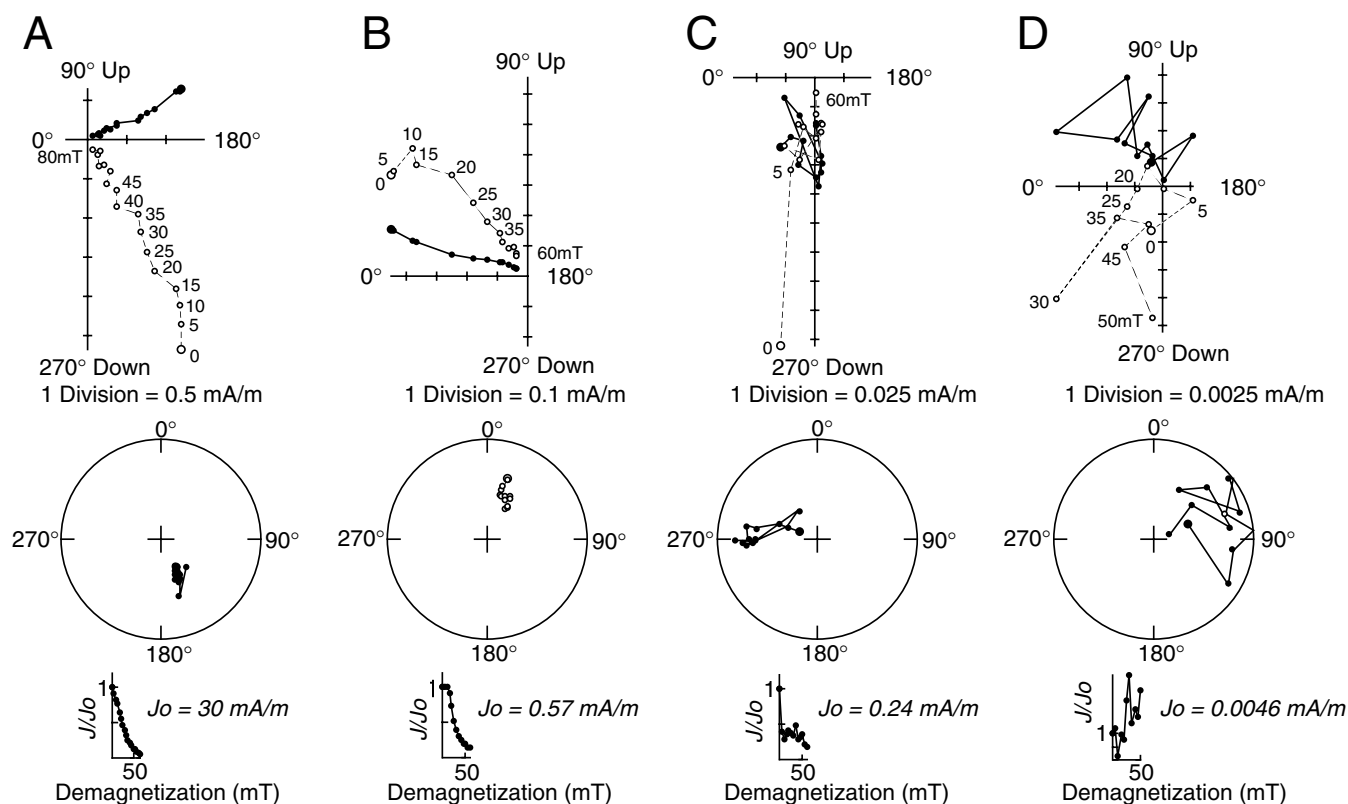 A
90° Up
0°
180°
80mT
45
40
35
30
25
20
15
10
5
0
270° Down
1 Division = 0.5 mA/m
0°
270°
90°
180°
1
J/Jo
Jo = 30 mA/m
50
Demagnetization (mT)
B
90° Up
10
5
15
0
20
25
30
35
60mT
0°
180°
270° Down
1 Division = 0.1 mA/m
0°
270°
90°
180°
1
J/Jo
Jo = 0.57 mA/m
50
Demagnetization (mT)
C
90° Up
0°
180°
60mT
5
0
270° Down
1 Division = 0.025 mA/m
0°
270°
90°
180°
1
J/Jo
Jo = 0.24 mA/m
50
Demagnetization (mT)
D
90° Up
0°
180°
20
25
35
5
0
45
30
50mT
270° Down
1 Division = 0.0025 mA/m
0°
270°
90°
180°
1
J/Jo
Jo = 0.0046 mA/m
50
Demagnetization (mT)